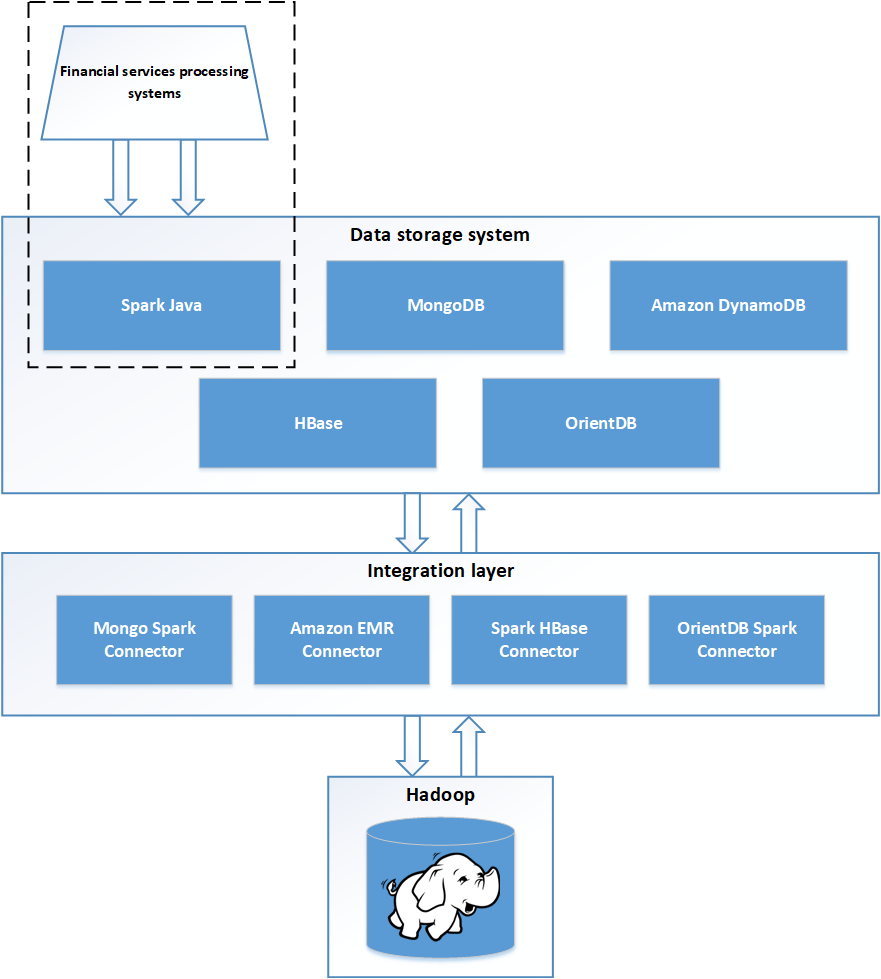 Financial services processing
systems
Data storage system
Spark Java
MongoDB
Amazon DynamoDB
HBase
OrientDB
Integration layer
Mongo Spark
Connector
Amazon EMR
Connector
Spark HBase
Connector
OrientDB Spark
Connector
Hadoop